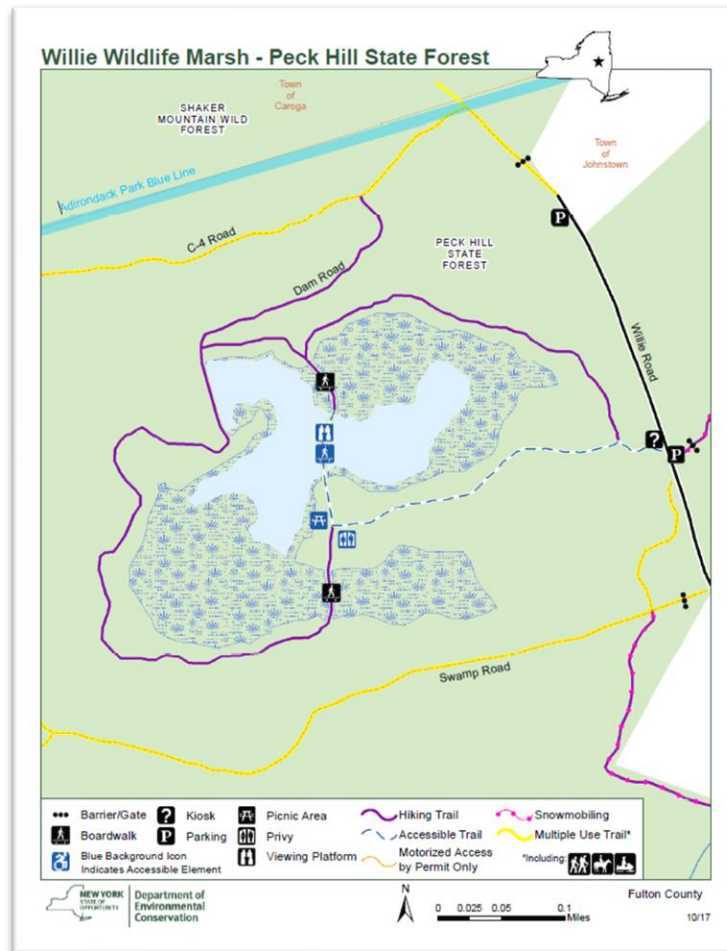 Willie Wildlife Marsh - Peck Hill State Forest
SHAKER
MOUNTAIN WILD
FOREST
Town
of
Caroga
Town
of
Johnstown
Adirondack Park Blue Line
C-4 Road
P
PECK HILL
STATE
FOREST
Dam Road
Willie Road
?
P
Swamp Road
Barrier/Gate
? Kiosk
Picnic Area
Hiking Trail
Snowmobiling
Boardwalk
P Parking
Privy
Accessible Trail
Multiple Use Trail*
Blue Background Icon
Indicates Accessible Element
Viewing Platform
Motorized Access
by Permit Only
*Including:
NEW YORK
STATE OF
OPPORTUNITY
Department of
Environmental
Conservation
N
0 0.025 0.05 0.1
Miles
Fulton County
10/17